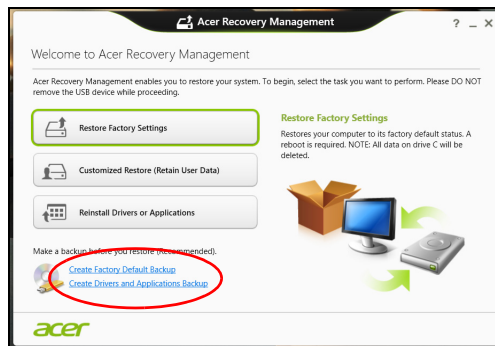 Acer Recovery Management
? _ X
Welcome to Acer Recovery Management
Acer Recovery Management enables you to restore your system. To begin, select the task you want to perform. Please DO NOT
remove the USB device while proceeding.
Restore Factory Settings
Customized Restore (Retain User Data)
Reinstall Drivers or Applications
Restore Factory Settings
Restores your computer to its factory default status. A
reboot is required. NOTE: All data on drive C will be
deleted.
Make a backup before you restore (Recommended).
Create Factory Default Backup
Create Drivers and Applications Backup
acer